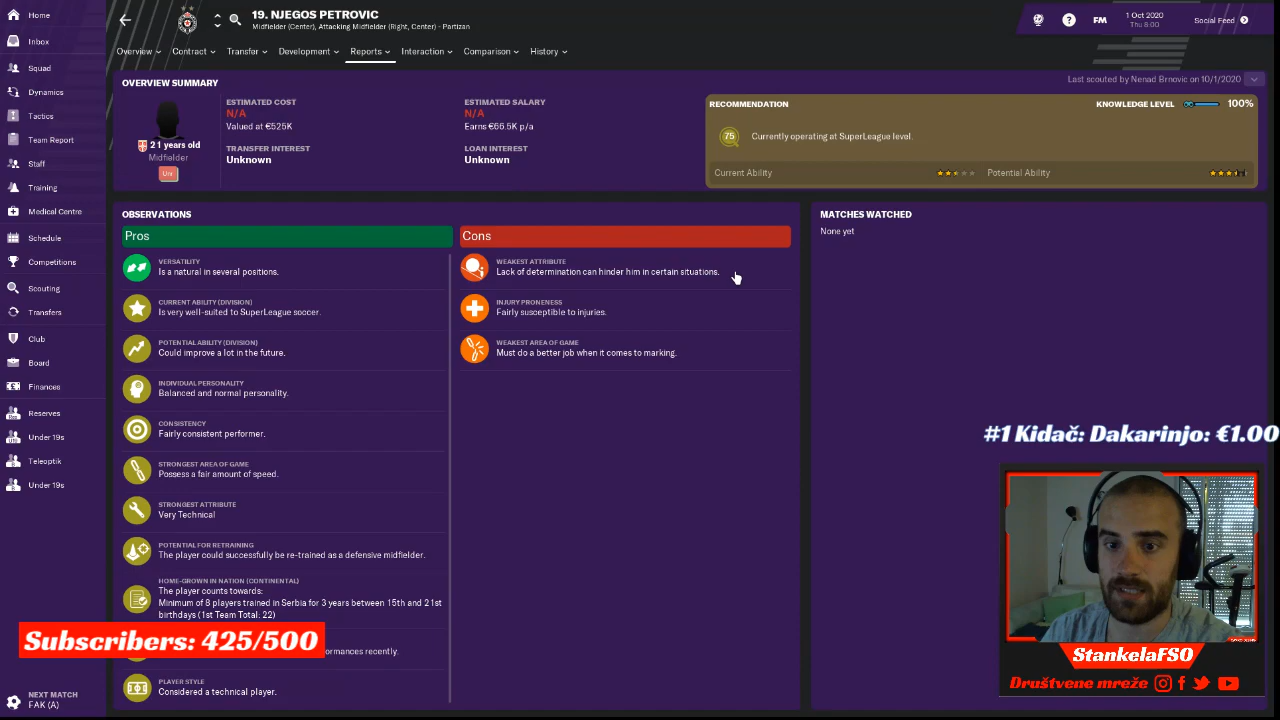 Home
Inbox
Squad
Dynamics
Tactics
Team Report
Staff
Training
Medical Centre
Schedule
Competitions
Scouting
Transfers
Club
Board
Finances
Reserves
Under 19s
Teleoptik
Under 19s
NEXT MATCH
FAK (A)
19. NJEGOS PETROVIC
Midfielder (Center), Attacking Midfielder (Right, Center) - Partizan
1 Oct 2020
Thu 8:00
?
FM
Social Feed
Overview
Contract
Transfer
Development
Reports
Interaction
Comparison
History
OVERVIEW SUMMARY
Last scouted by Nenad Brnovic on 10/1/2020
21 years old
Midfielder
Unr
ESTIMATED COST
N/A
Valued at €525K
TRANSFER INTEREST
Unknown
ESTIMATED SALARY
N/A
Earns €66.5K p/a
LOAN INTEREST
Unknown
RECOMMENDATION
KNOWLEDGE LEVEL 100%
75
Currently operating at SuperLeague level.
Current Ability
Potential Ability
OBSERVATIONS
Pros
VERSATILITY
Is a natural in several positions.
CURRENT ABILITY (DIVISION)
Is very well-suited to SuperLeague soccer.
POTENTIAL ABILITY (DIVISION)
Could improve a lot in the future.
INDIVIDUAL PERSONALITY
Balanced and normal personality.
CONSISTENCY
Fairly consistent performer.
STRONGEST AREA OF GAME
Possess a fair amount of speed.
STRONGEST ATTRIBUTE
Very Technical
POTENTIAL FOR RETRAINING
The player could successfully be re-trained as a defensive midfielder.
HOME-GROWN IN NATION (CONTINENTAL)
The player counts towards:
Minimum of 8 players trained in Serbia for 3 years between 15th and 21st
birthdays (1st Team Total: 22)
formances recently.
PLAYER STYLE
Considered a technical player.
Cons
WEAKEST ATTRIBUTE
Lack of determination can hinder him in certain situations.
INJURY PRONENESS
Fairly susceptible to injuries.
WEAKEST AREA OF GAME
Must do a better job when it comes to marking.
MATCHES WATCHED
None yet
#1 Kidač: Dakarinjo: €1.00
Subscribers: 425/500
StankelaFSO
Društvene mreže